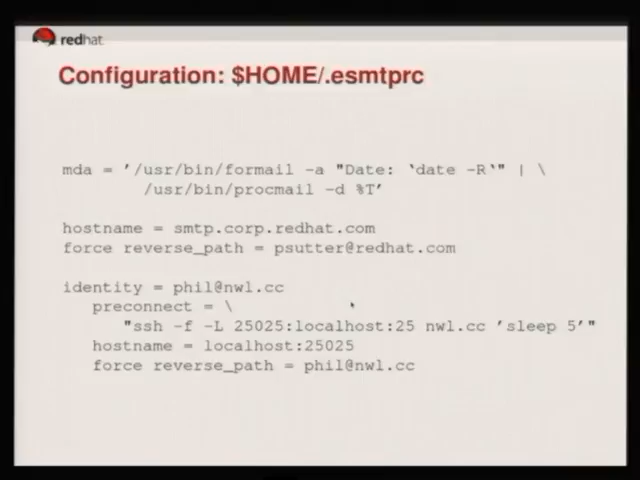 redhat
Configuration: $HOME/.esmtprc
mda = '/usr/bin/formail -a "Date: `date -R`" | \
/usr/bin/procmail -d %T'
hostname = smtp.corp.redhat.com
force reverse_path = psutter@redhat.com
identity = phil@nwl.cc
preconnect = \
"ssh -f -L 25025:localhost:25 nwl.cc 'sleep 5'"
hostname = localhost:25025
force reverse_path = phil@nwl.cc